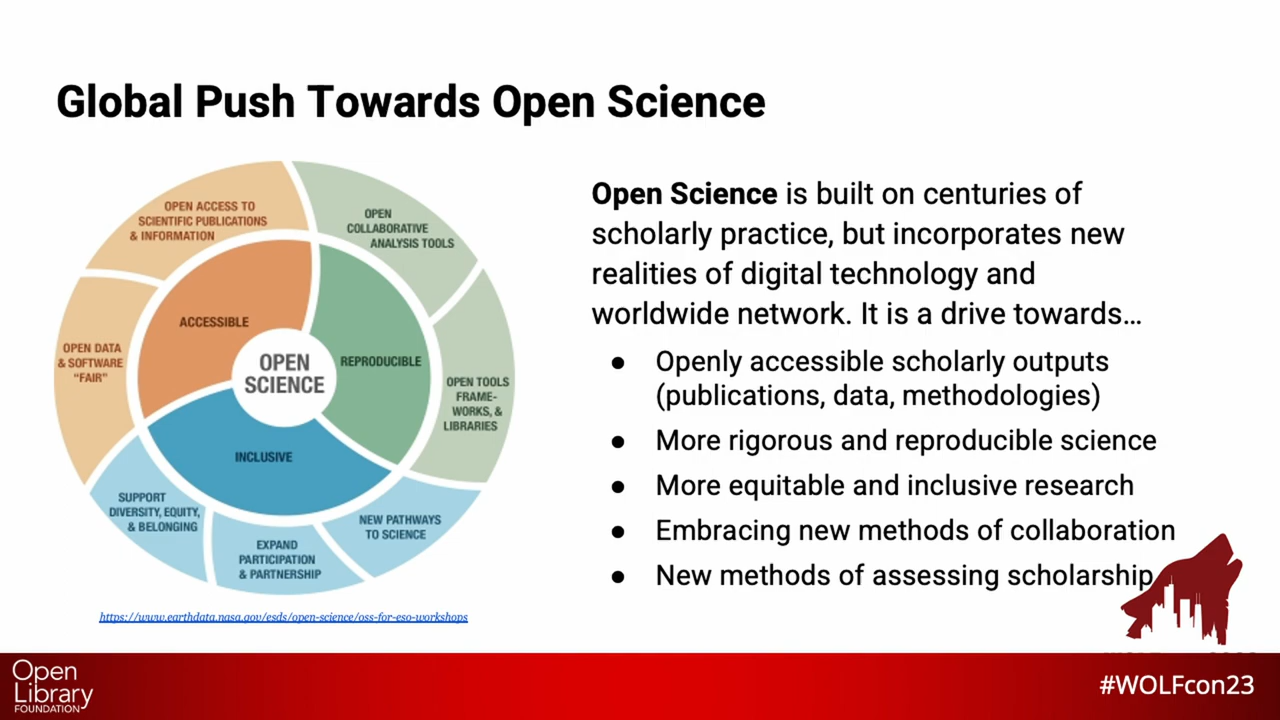 Global Push Towards Open Science
OPEN ACCESS TO
SCIENTIFIC PUBLICATIONS
& INFORMATION
OPEN
COLLABORATIVE
ANALYSIS TOOLS
ACCESSIBLE
REPRODUCIBLE
OPEN
SCIENCE
OPEN DATA
& SOFTWARE
“FAIR”
OPEN TOOLS
FRAME-
WORKS, &
LIBRARIES
INCLUSIVE
SUPPORT
DIVERSITY, EQUITY,
& BELONGING
EXPAND
PARTICIPATION
& PARTNERSHIP
NEW PATHWAYS
TO SCIENCE
https://www.earthdata.nasa.gov/esds/open-science/oss-for-eso-workshops
Open Science is built on centuries of
scholarly practice, but incorporates new
realities of digital technology and
worldwide network. It is a drive towards…
● Openly accessible scholarly outputs
(publications, data, methodologies)
● More rigorous and reproducible science
● More equitable and inclusive research
● Embracing new methods of collaboration
● New methods of assessing scholarship
Open
Library
FOUNDATION
#WOLFcon23